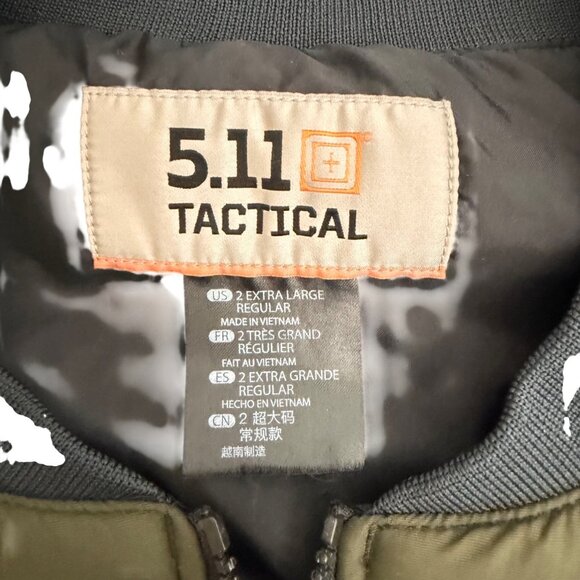 5.11
TACTICAL
US 2 EXTRA LARGE
REGULAR
MADE IN VIETNAM
FR 2 TRÈS GRAND
RÉGULIER
FAIT AU VIETNAM
ES 2 EXTRA GRANDE
REGULAR
HECHO EN VIETNAM
CN 2 超大码
常规款
越南制造